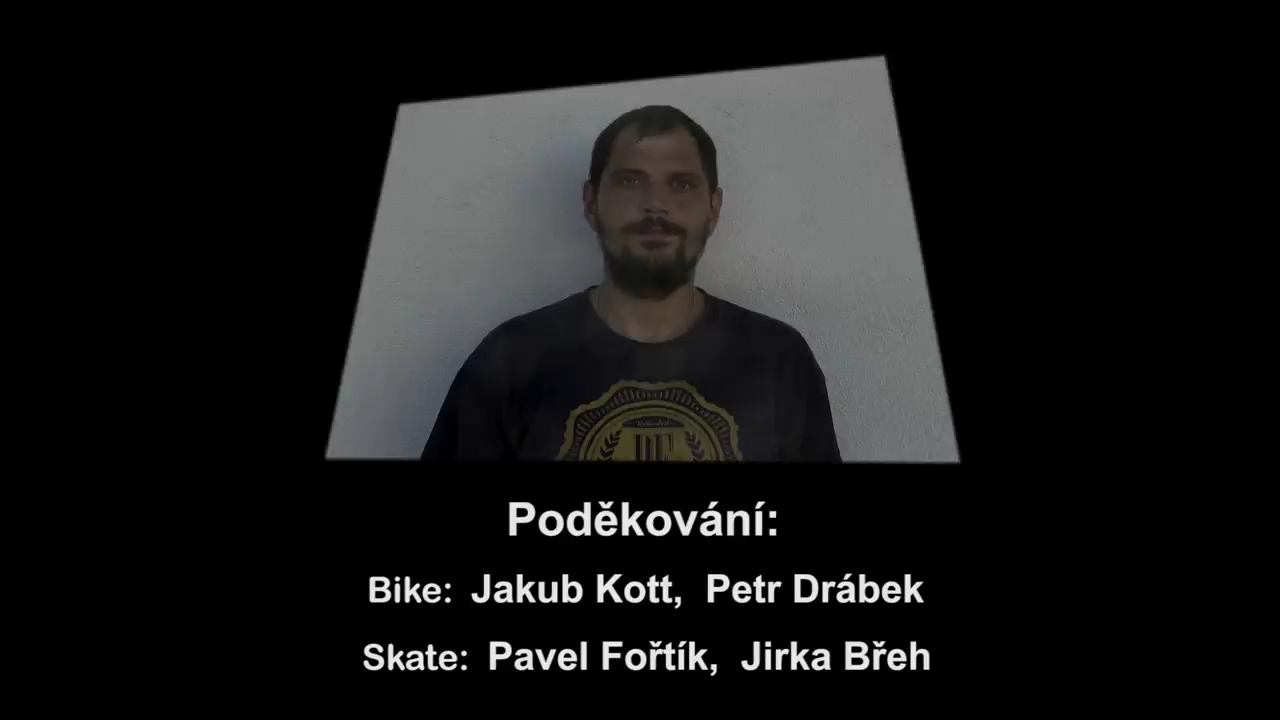 Poděkování:
Bike: Jakub Kott, Petr Drábek
Skate: Pavel Fořtík, Jirka Břeh